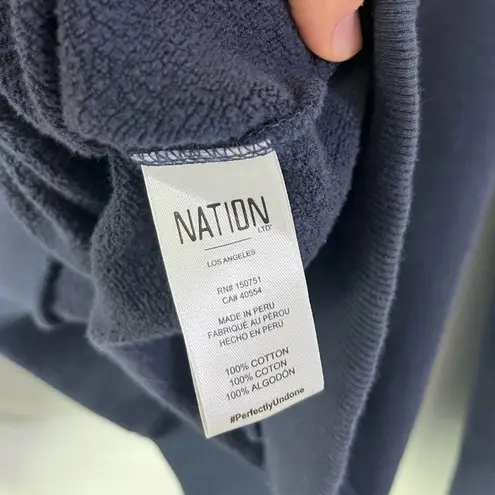 NATION
LTD
LOS ANGELES
RN# 150751
CA# 40554
MADE IN PERU
FABRIQUÉ AU PÉROU
HECHO EN PERÚ
100% COTTON
100% COTON
100% ALGODÓN
#PerfectlyUndone